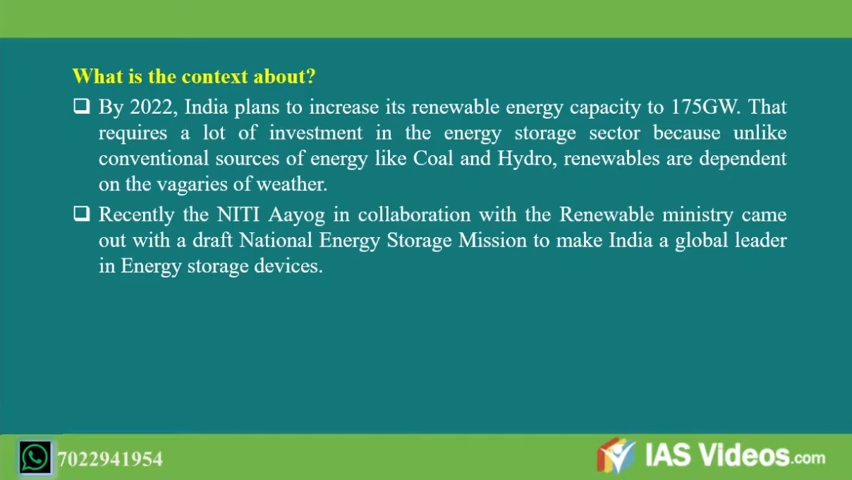 What is the context about?
❑ By 2022, India plans to increase its renewable energy capacity to 175GW. That
requires a lot of investment in the energy storage sector because unlike
conventional sources of energy like Coal and Hydro, renewables are dependent
on the vagaries of weather.
❑ Recently the NITI Aayog in collaboration with the Renewable ministry came
out with a draft National Energy Storage Mission to make India a global leader
in Energy storage devices.
7022941954
IAS Videos.com